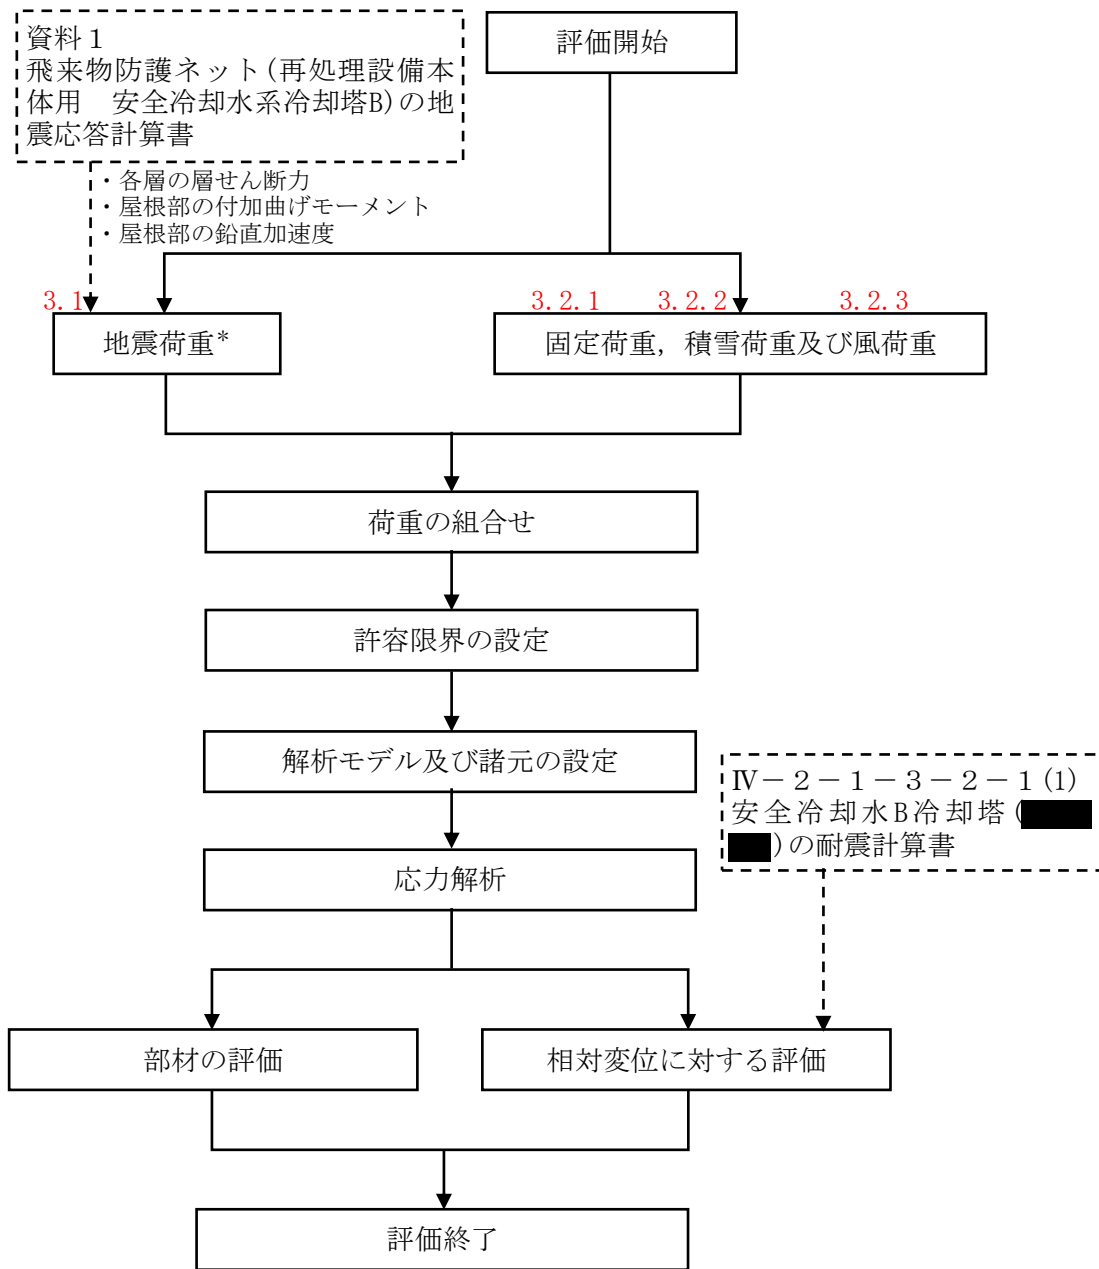 資料１
飛来物防護ネット(再処理設備本
体用　安全冷却水系冷却塔B)の地
震応答計算書
評価開始
・各層の層せん断力
・屋根部の付加曲げモーメント
・屋根部の鉛直加速度
3.1
3.2.1 3.2.2 3.2.3
地震荷重*
固定荷重，積雪荷重及び風荷重
荷重の組合せ
許容限界の設定
解析モデル及び諸元の設定
Ⅳ－２－１－３－２－１(1)
安全冷却水B冷却塔(
)の耐震計算書
応力解析
部材の評価
相対変位に対する評価
評価終了